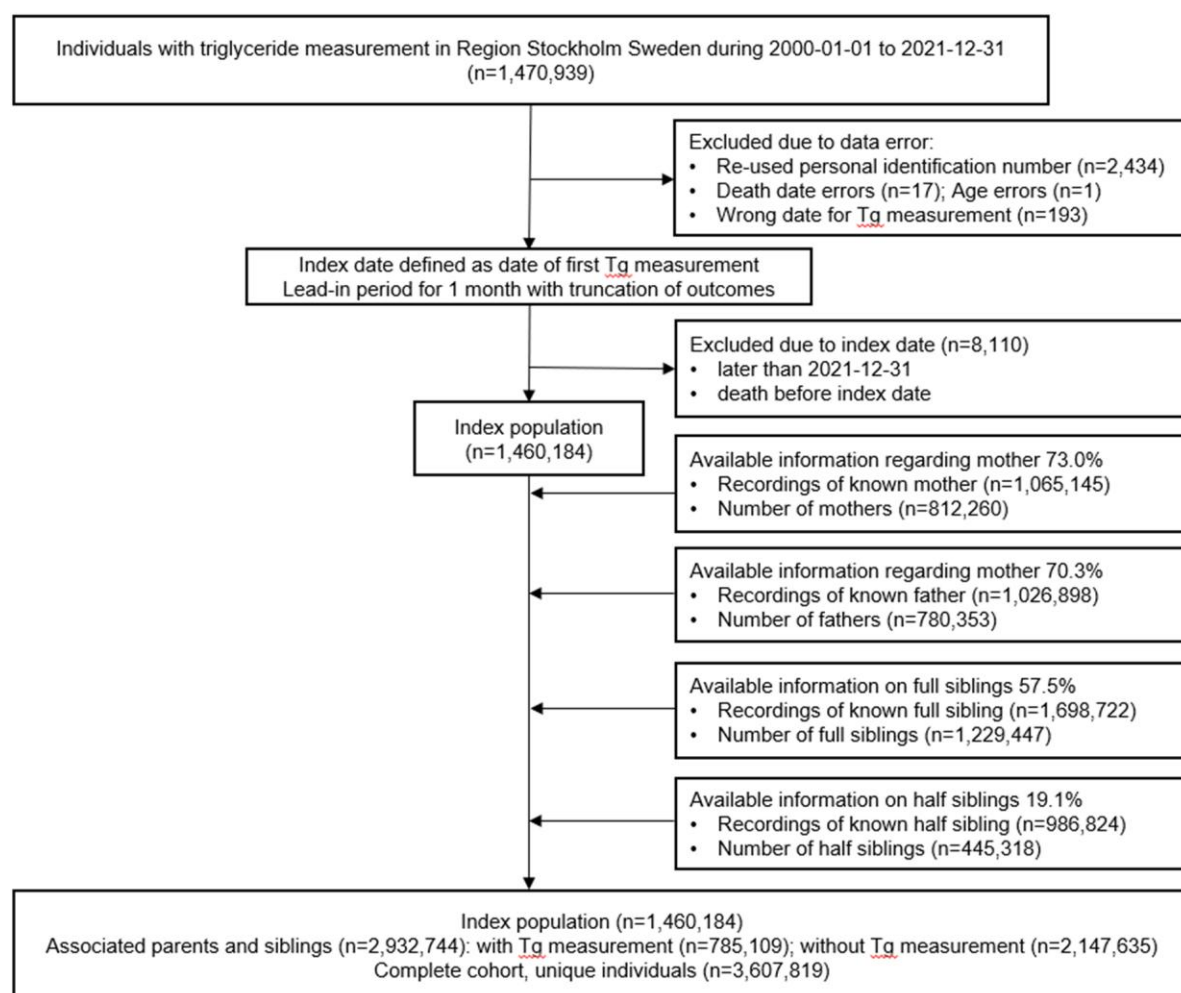 Individuals with triglyceride measurement in Region Stockholm Sweden during 2000-01-01 to 2021-12-31
(n=1,470,939)
Excluded due to data error:
• Re-used personal identification number (n=2,434)
• Death date errors (n=17); Age errors (n=1)
• Wrong date for Tg measurement (n=193)
Index date defined as date of first Tg measurement
Lead-in period for 1 month with truncation of outcomes
Excluded due to index date (n=8,110)
• later than 2021-12-31
• death before index date
Index population
(n=1,460,184)
Available information regarding mother 73.0%
• Recordings of known mother (n=1,065,145)
• Number of mothers (n=812,260)
Available information regarding mother 70.3%
• Recordings of known father (n=1,026,898)
• Number of fathers (n=780,353)
Available information on full siblings 57.5%
• Recordings of known full sibling (n=1,698,722)
• Number of full siblings (n=1,229,447)
Available information on half siblings 19.1%
• Recordings of known half sibling (n=986,824)
• Number of half siblings (n=445,318)
Index population (n=1,460,184)
Associated parents and siblings (n=2,932,744): with Tg measurement (n=785,109); without Tg measurement (n=2,147,635)
Complete cohort, unique individuals (n=3,607,819)